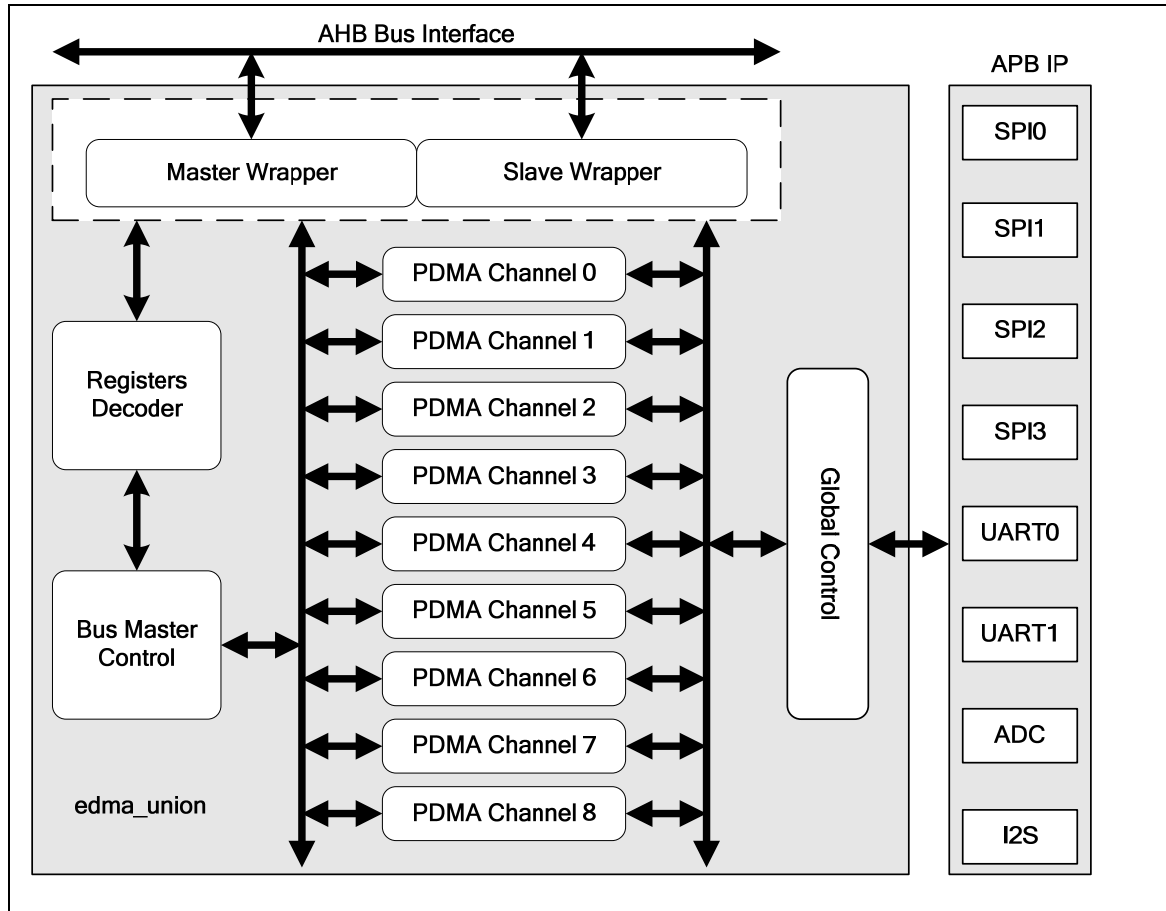 AHB Bus Interface
APB IP
Master Wrapper
Slave Wrapper
PDMA Channel 0
PDMA Channel 1
PDMA Channel 2
PDMA Channel 3
PDMA Channel 4
PDMA Channel 5
PDMA Channel 6
PDMA Channel 7
PDMA Channel 8
Registers
Decoder
Bus Master
Control
edma_union
Global Control
SPI0
SPI1
SPI2
SPI3
UART0
UART1
ADC
I2S